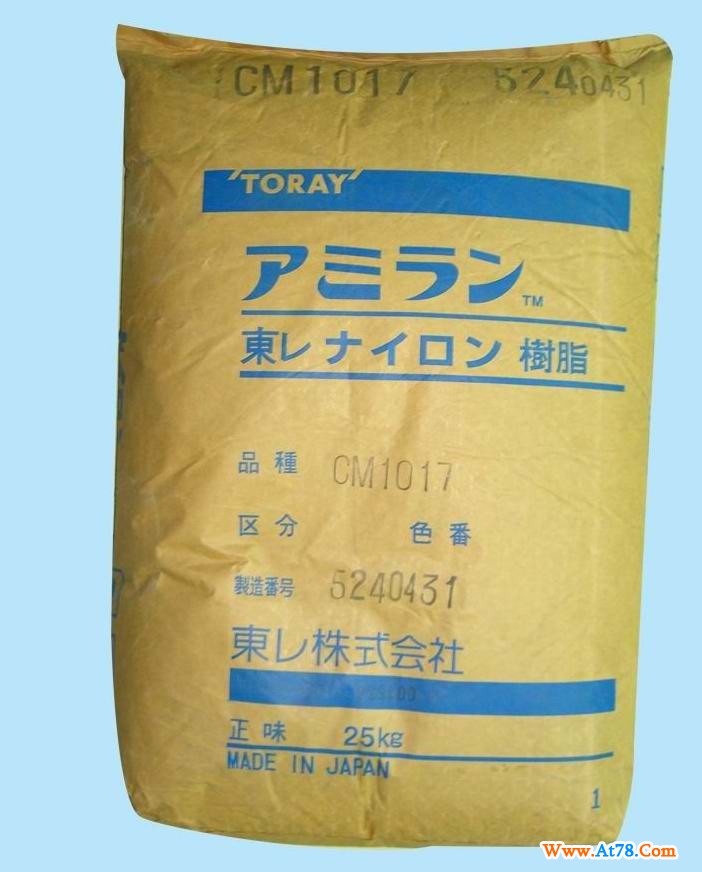 CM1017 5240431
'TORAY'
アミラン™
東レ ナイロン 樹脂
品種 CM1017
区分 色番
製造番号 5240431
東レ株式会社
正味 25kg
MADE IN JAPAN
1
Www.At78.Com